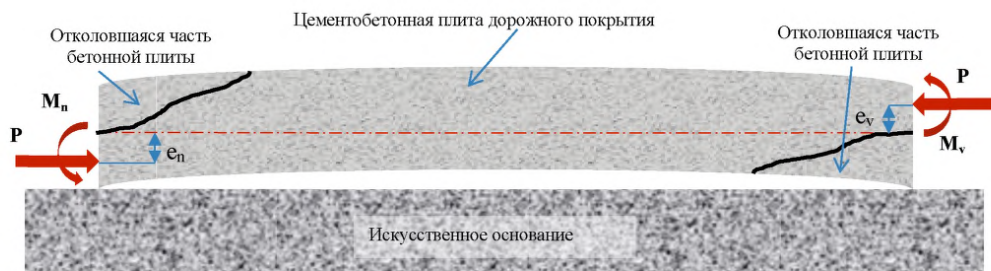 Цементобетонная плита дорожного покрытия
Отколовшаяся часть
бетонной плиты
Отколовшаяся часть
бетонной плиты
Mn
P
en
P
ev
Mv
Искусственное основание